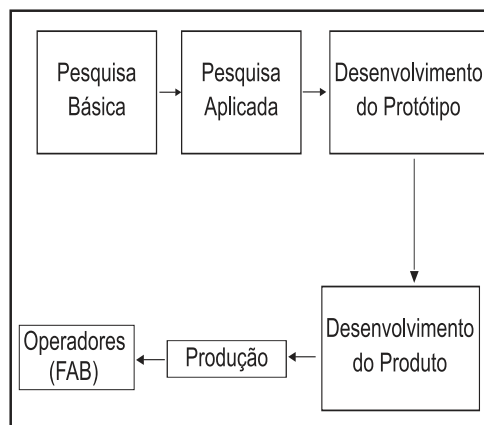 Pesquisa
Básica
Pesquisa
Aplicada
Desenvolvimento
do Protótipo
Desenvolvimento
do Produto
Produção
Operadores
(FAB)